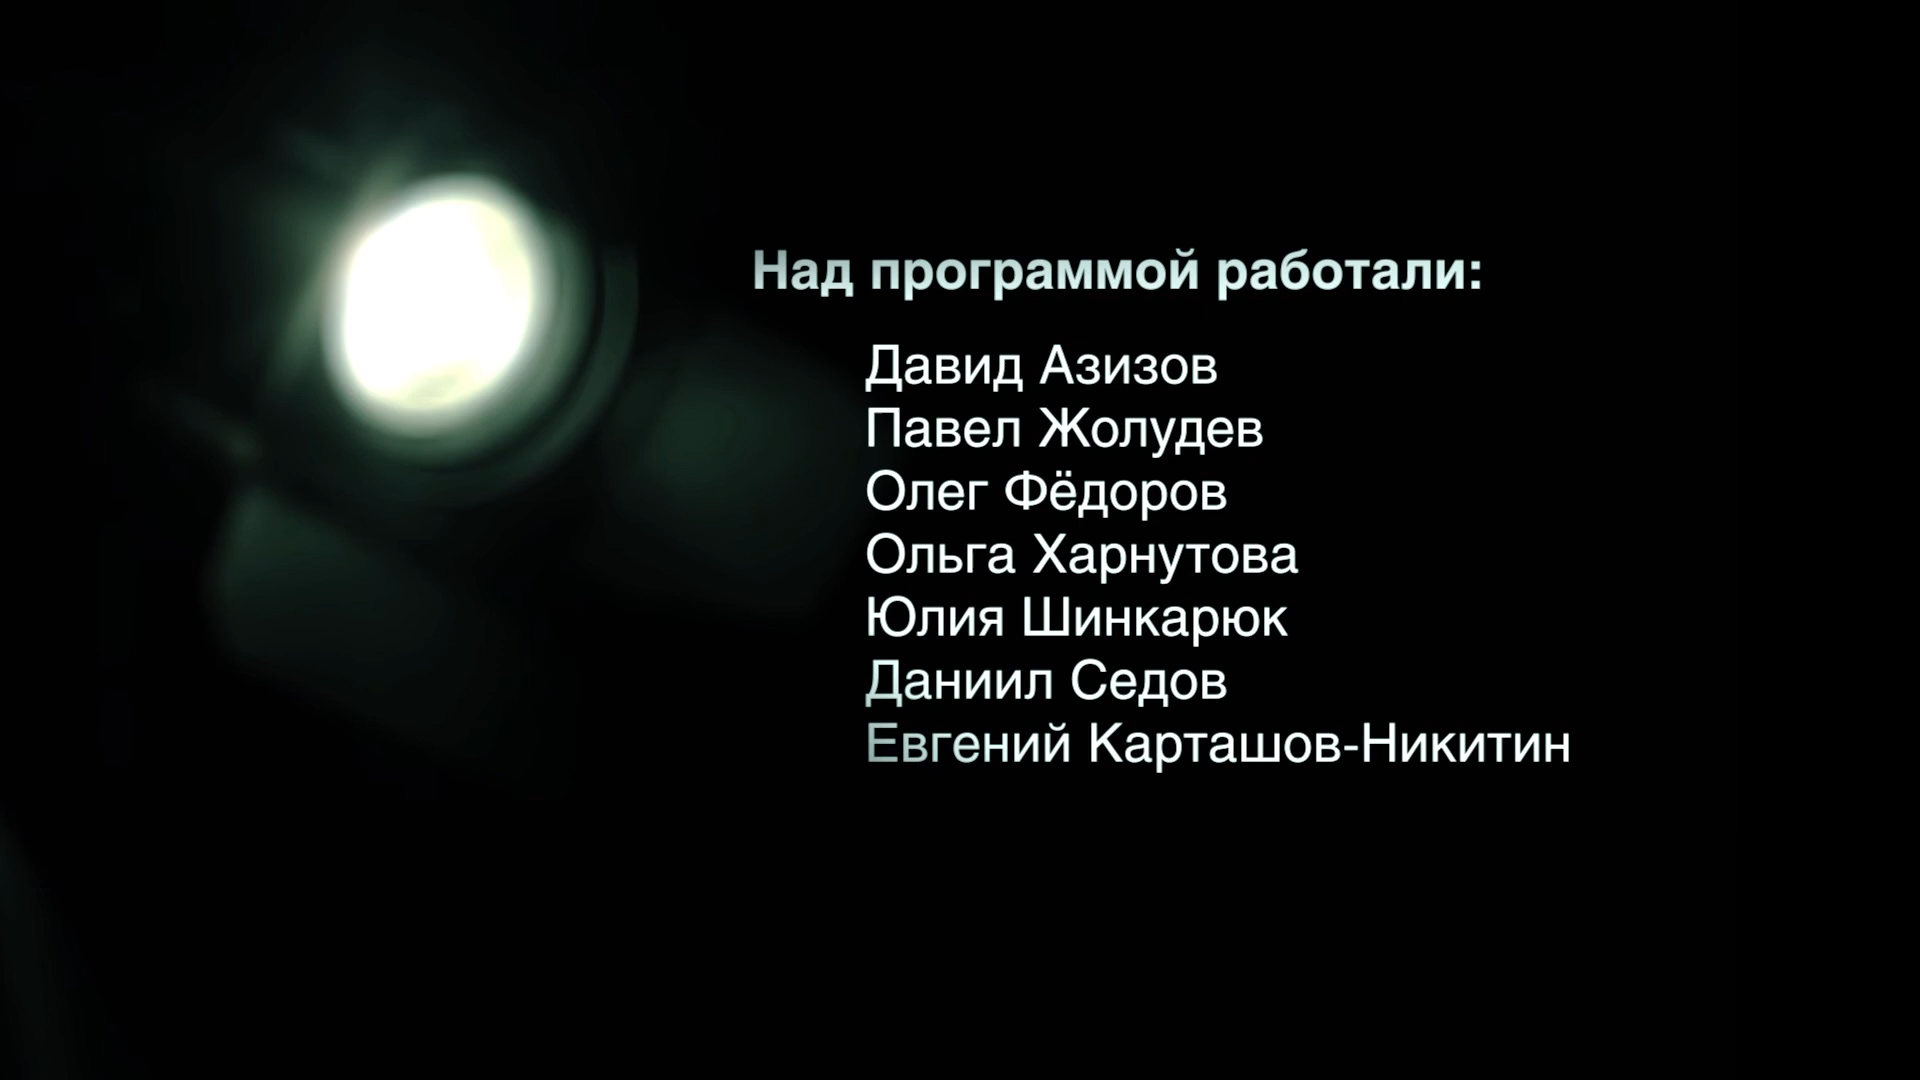 Над программой работали:
Давид Азизов
Павел Жолудев
Олег Фёдоров
Ольга Харнутова
Юлия Шинкарюк
Даниил Седов
Евгений Карташов-Никитин